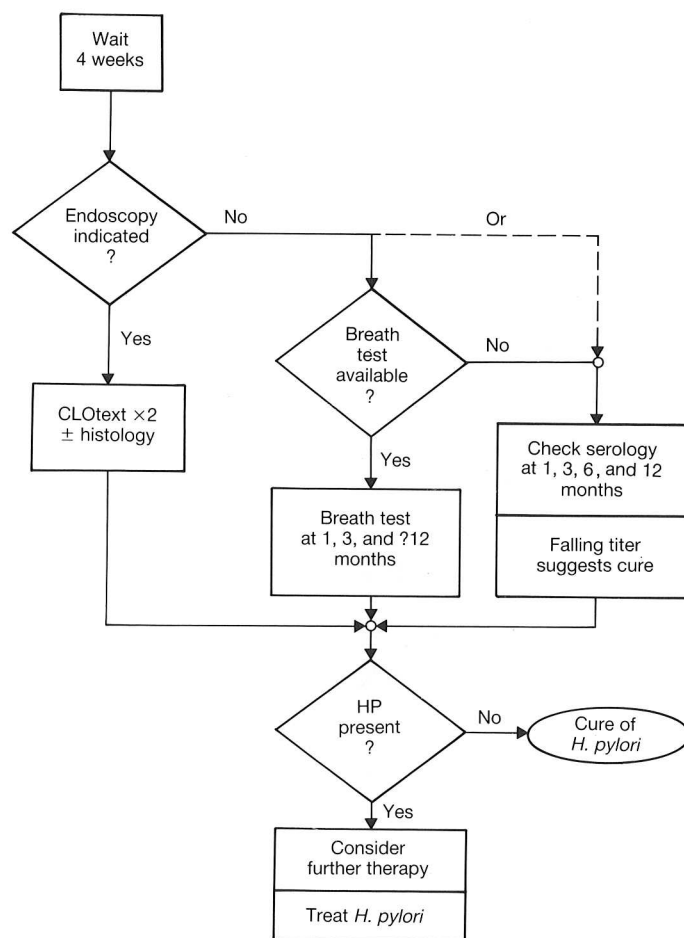 Wait
4 weeks
Endoscopy
indicated
?
No
Or
Yes
Breath
test
available
?
No
CLOtext ×2
± histology
Yes
Check serology
at 1, 3, 6, and 12
months
Breath test
at 1, 3, and ?12
months
Falling titer
suggests cure
HP
present
?
No
Cure of
H. pylori
Yes
Consider
further therapy
Treat H. pylori